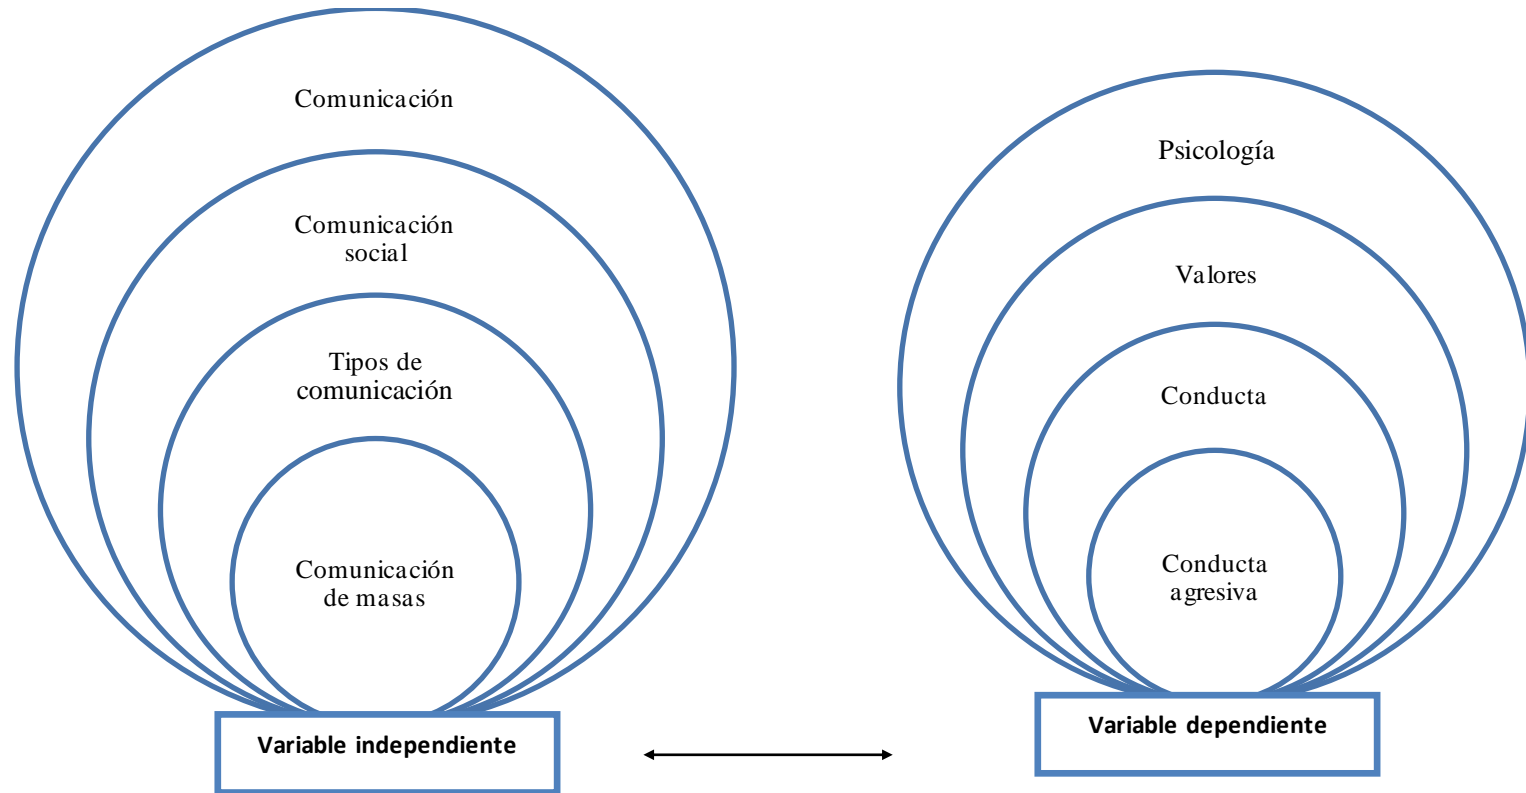 Comunicación
Comunicación
social
Tipos de
comunicación
Comunicación
de masas
Variable independiente
Psicología
Valores
Conducta
Conducta
agresiva
Variable dependiente